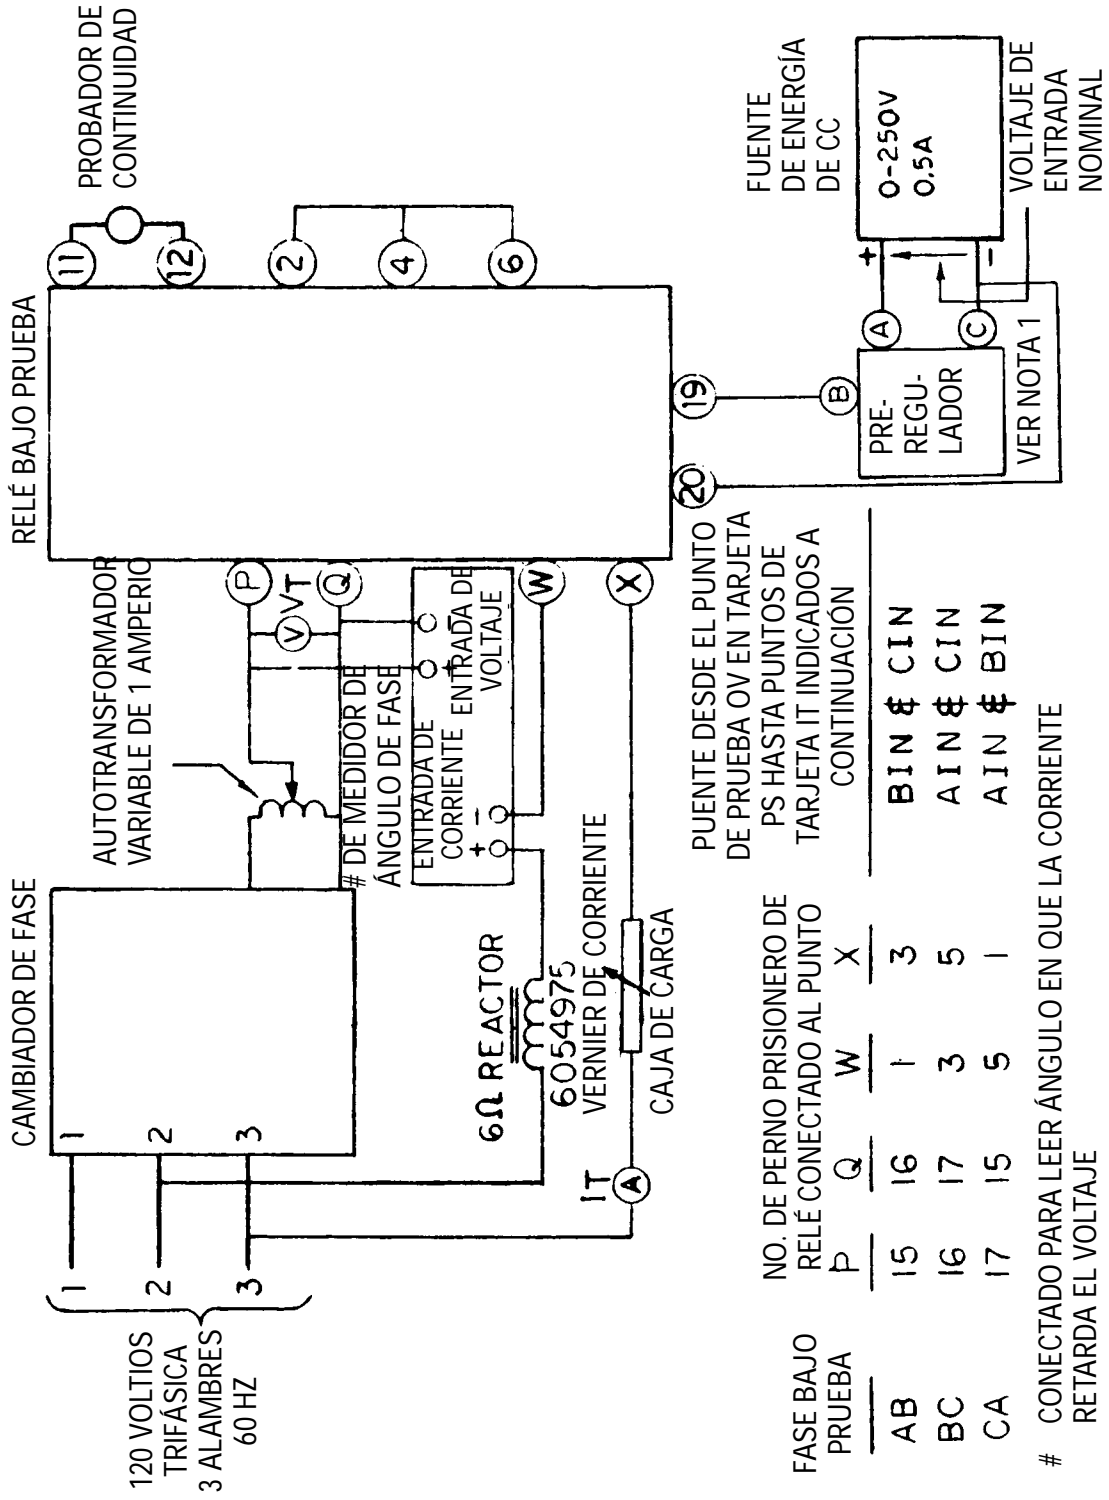 CAMBIADOR DE FASE
AUTOTRANSFORMADOR
VARIABLE DE 1 AMPERIO
RELÉ BAJO PRUEBA
PROBADOR DE
CONTINUIDAD
120 VOLTIOS
TRIFÁSICA
3 ALAMBRES
60 HZ
1
2
3
1
2
3
P
V
VT
Q
11
12
2
4
6
# DE MEDIDOR DE
ÁNGULO DE FASE
ENTRADA DE
CORRIENTE
+ -
ENTRADA DE
VOLTAJE
+ -
6Ω REACTOR
6054975
W
VERNIER DE CORRIENTE
CAJA DE CARGA
IT
A
X
20
19
B
PRE-
REGU-
LADOR
A
C
+
-
VER NOTA 1
FUENTE
DE ENERGÍA
DE CC
0-250V
0.5A
VOLTAJE DE
ENTRADA
NOMINAL
FASE BAJO
PRUEBA
NO. DE PERNO PRISIONERO DE
RELÉ CONECTADO AL PUNTO
P Q W X
PUENTE DESDE EL PUNTO
DE PRUEBA OV EN TARJETA
PS HASTA PUNTOS DE
TARJETA IT INDICADOS A
CONTINUACIÓN
AB 15 16 1 3 BIN & CIN
BC 16 17 3 5 AIN & CIN
CA 17 15 5 1 AIN & BIN
# CONECTADO PARA LEER ÁNGULO EN QUE LA CORRIENTE
RETARDA EL VOLTAJE